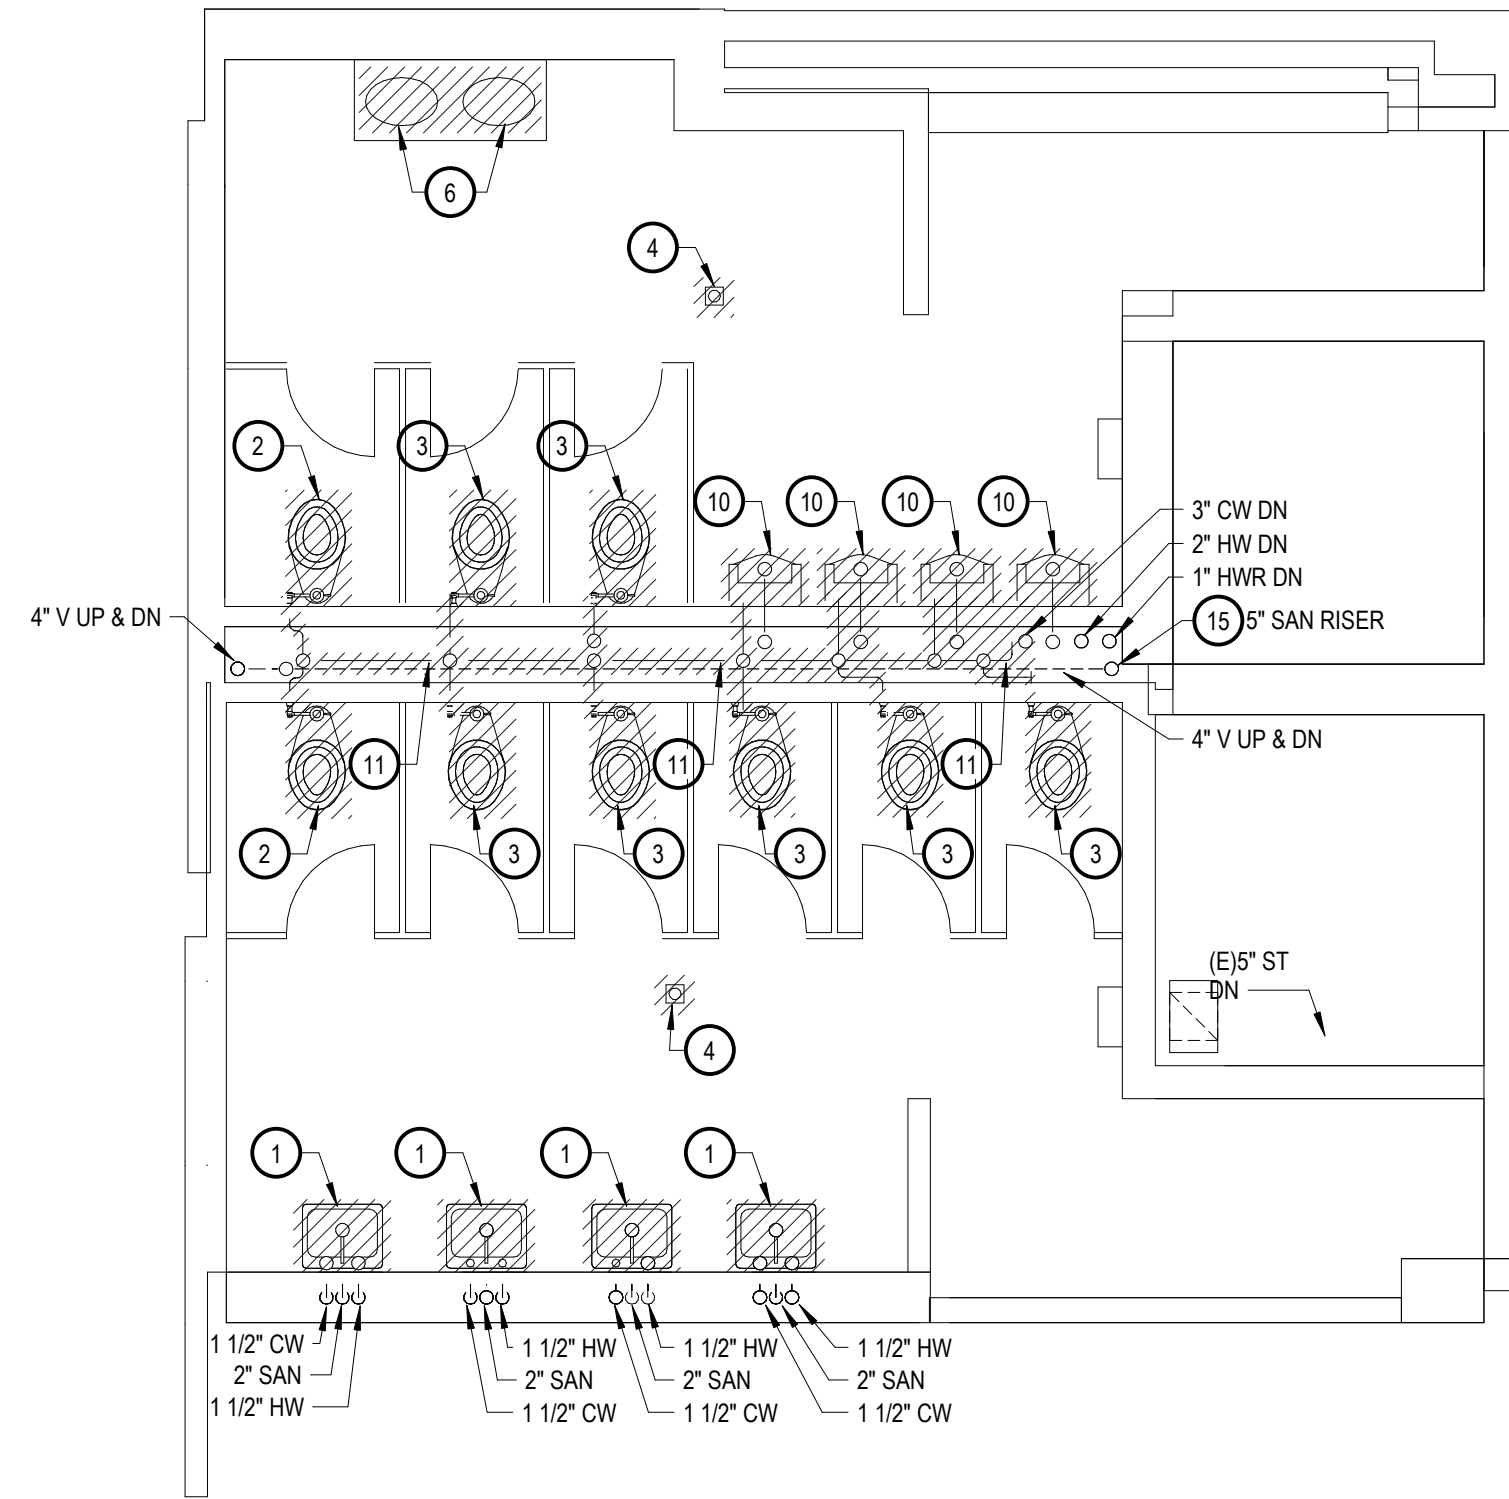 6
4
2
3
3
10
10
10
10
3" CW DN
2" HW DN
1" HWR DN
15 5" SAN RISER
4" V UP & DN
4" V UP & DN
11
11
11
2
3
3
3
3
3
(E)5" ST
DN
4
1
1
1
1
1 1/2" CW
2" SAN
1 1/2" HW
1 1/2" HW
2" SAN
1 1/2" CW
1 1/2" HW
2" SAN
1 1/2" CW
1 1/2" HW
2" SAN
1 1/2" CW